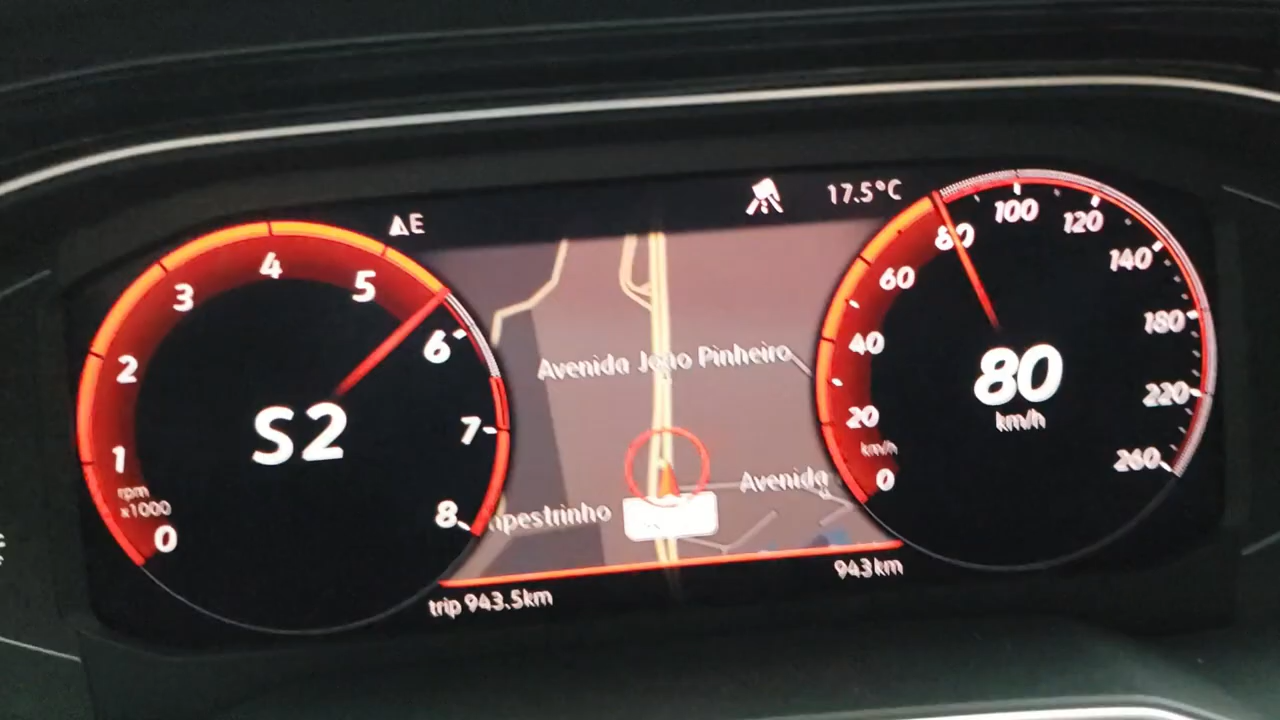 ΔE
17.5°C
0
1
2
3
4
5
6
7
8
rpm
x1000
S2
Avenida João Pinheiro
Avenida
pestrinho
0
20
40
60
80
100
120
140
180
220
260
km/h
80
km/h
trip 943.5km
943km